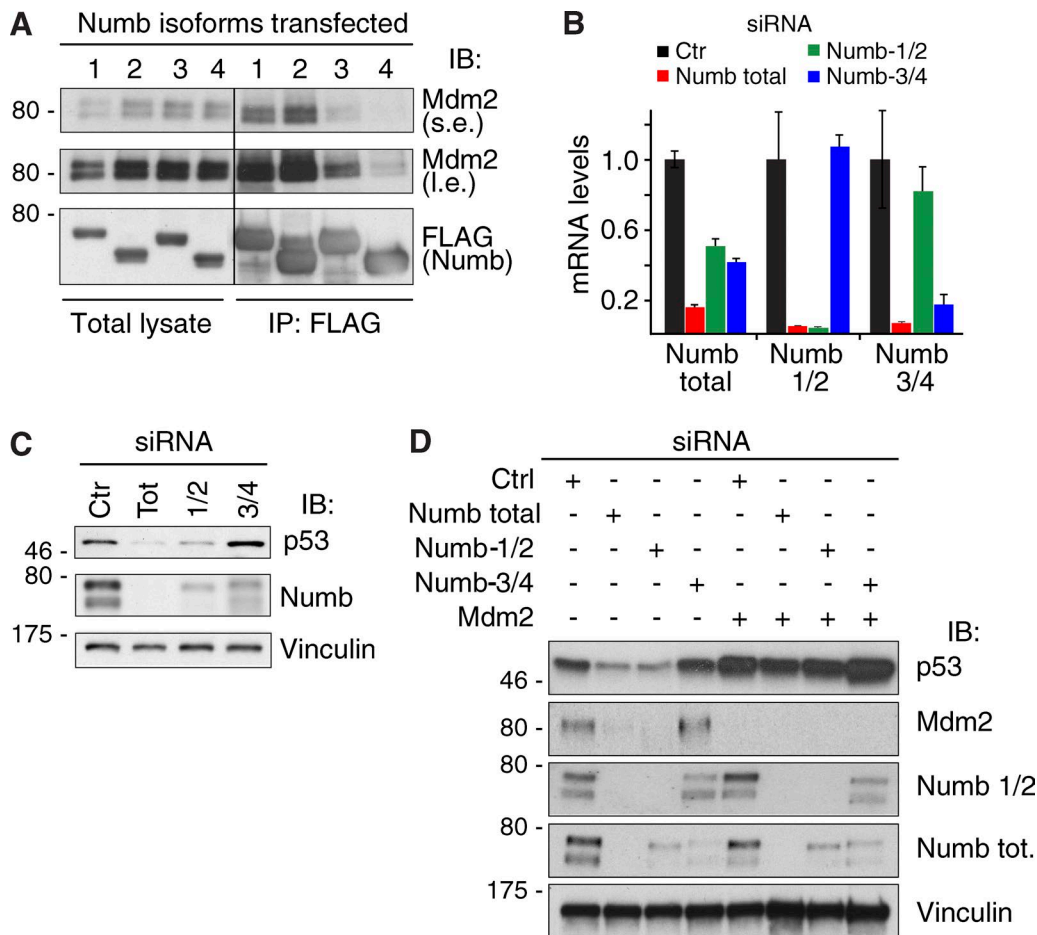 A
Numb isoforms transfected
1 2 3 4 1 2 3 4 IB:
80 - Mdm2
(s.e.)
80 - Mdm2
(l.e.)
80 -
FLAG
(Numb)
Total lysate IP: FLAG
B
siRNA
Ctr Numb-1/2
Numb total Numb-3/4
mRNA levels
1.0
0.6
0.2
Numb total
Numb 1/2
Numb 3/4
C
siRNA
Ctr Tot 1/2 3/4 IB:
46 - p53
80 - Numb
175 - Vinculin
D
siRNA
Ctrl + - - - + - - -
Numb total - + - - - + - -
Numb-1/2 - - + - - - + -
Numb-3/4 - - - + - - - +
Mdm2 - - - - + + + +
IB:
46 - p53
80 - Mdm2
80 - Numb 1/2
80 - Numb tot.
175 - Vinculin